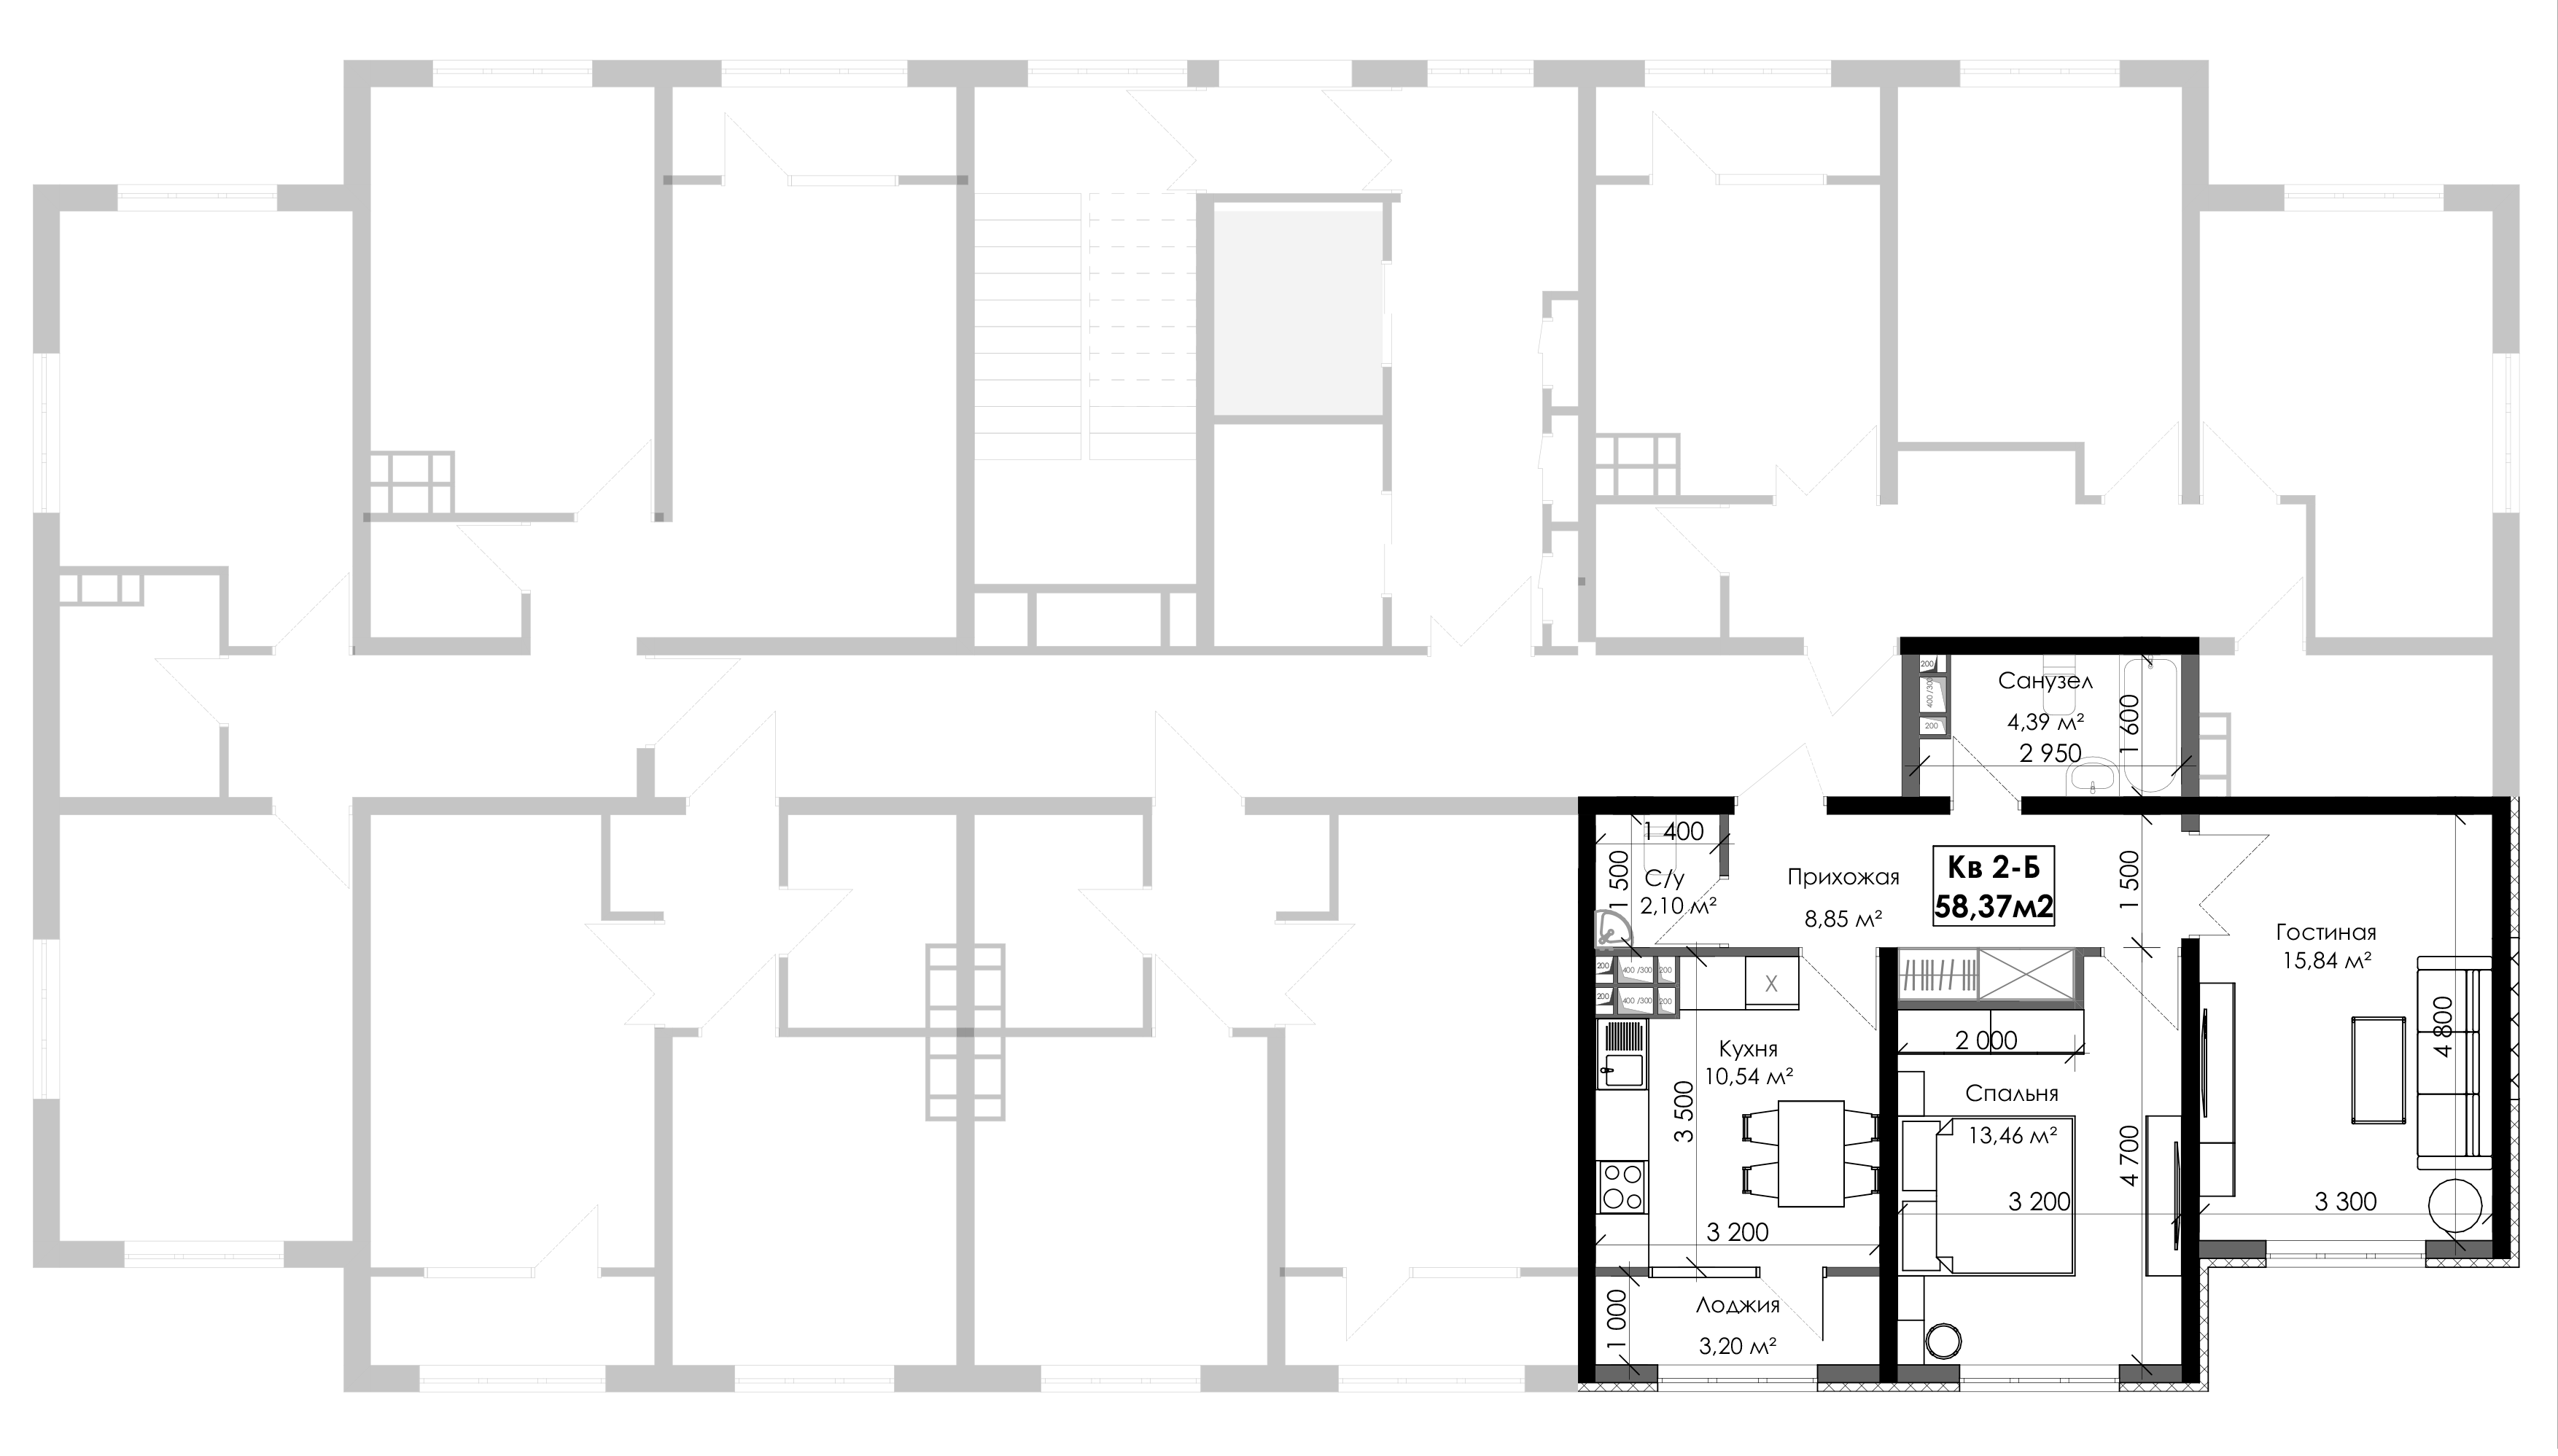 200
400 /300
200
Санузел
4,39 м²
2 950
1 600
1 400
1 500
С/у
2,10 м²
Прихожая
8,85 м²
Кв 2-Б
58,37м2
1 500
Гостиная
15,84 м²
4 800
3 300
200
400 /300
200
200
400 /300
200
X
Кухня
10,54 м²
3 500
3 200
2 000
Спальня
13,46 м²
4 700
3 200
Лоджия
3,20 м²
1 000